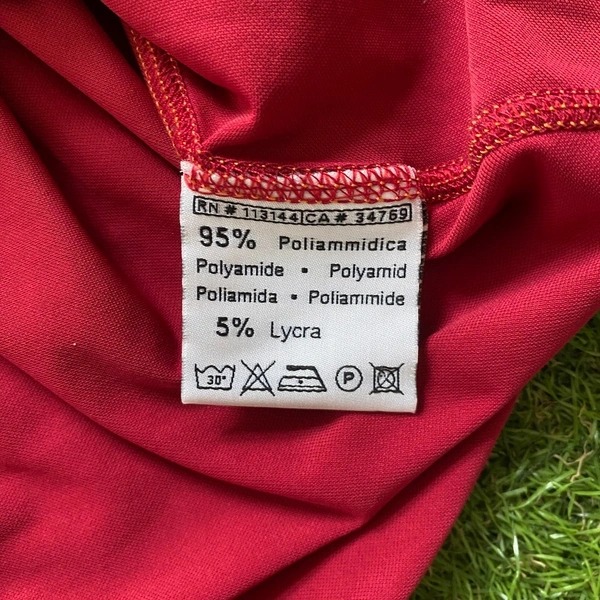 RN # 113144 CA # 34769
95% Poliammidica
Polyamide • Polyamid
Poliamida • Poliammide
5% Lycra
30° P